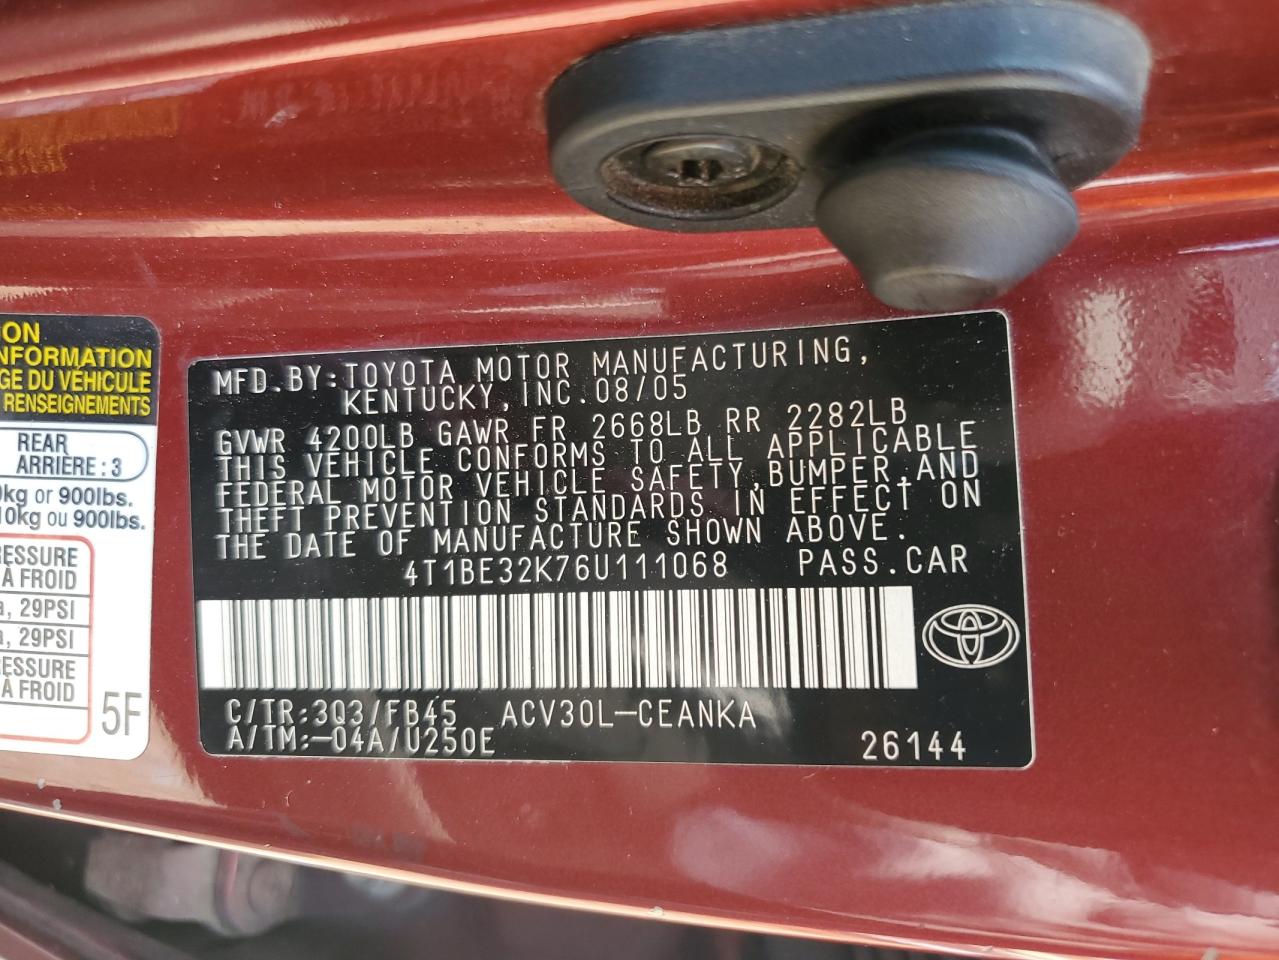 ON
NFORMATION
GE DU VÉHICULE
RENSEIGNEMENTS
REAR
ARRIÈRE : 3
kg or 900lbs.
10kg ou 900lbs.
RESSURE
A FROID
, 29PSI
, 29PSI
ESSURE
A FROID
5F
MFD.BY:TOYOTA MOTOR MANUFACTURING,
KENTUCKY, INC.08/05
GVWR 4200LB GAWR FR 2668LB RR 2282LB
THIS VEHICLE CONFORMS TO ALL APPLICABLE
FEDERAL MOTOR VEHICLE SAFETY,BUMPER,AND
THEFT PREVENTION STANDARDS IN EFFECT ON
THE DATE OF MANUFACTURE SHOWN ABOVE.
4T1BE32K76U111068 PASS.CAR
C/TR:3Q3/FB45 ACV30L-CEANKA
A/TM:-04A/U250E
26144